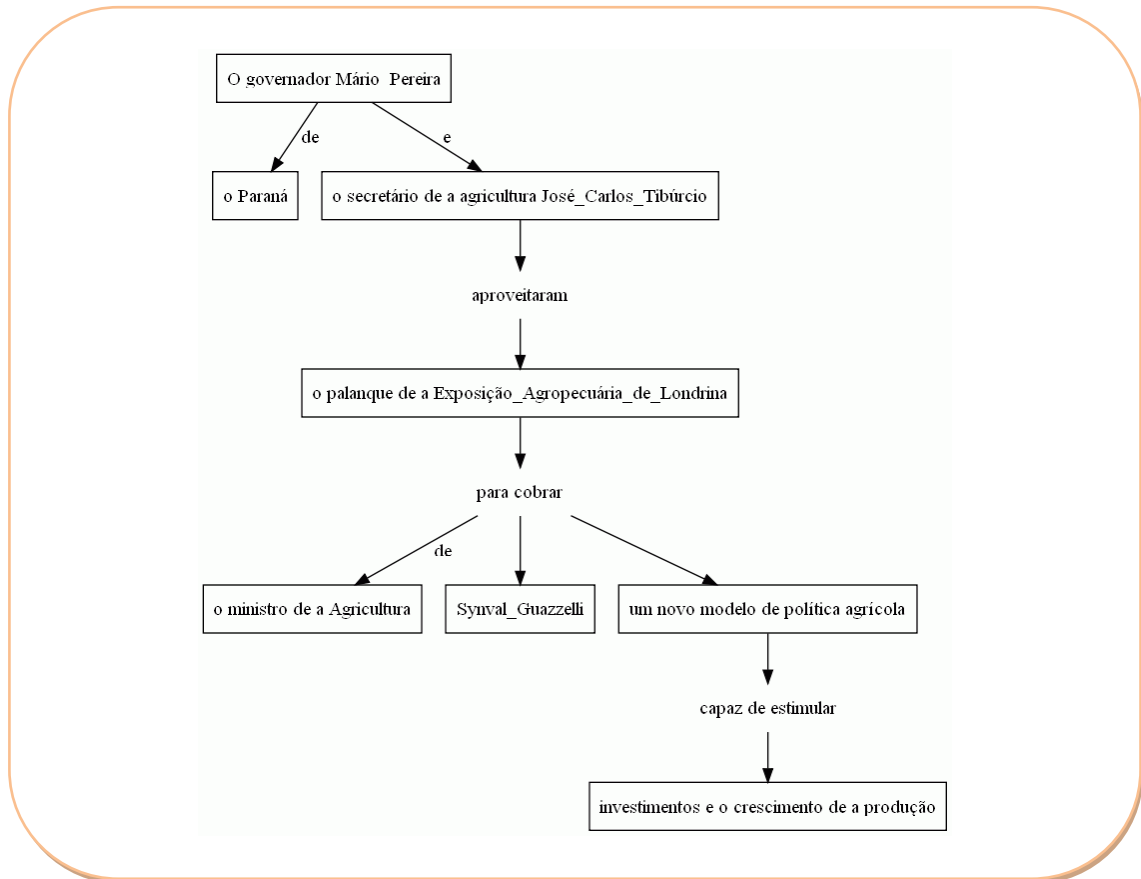 O governador Mário Pereira
de
e
o Paraná
o secretário de a agricultura José_Carlos_Tibúrcio
aproveitaram
o palanque de a Exposição_Agropecuária_de_Londrina
para cobrar
de
o ministro de a Agricultura
Synval_Guazzelli
um novo modelo de política agrícola
capaz de estimular
investimentos e o crescimento de a produção